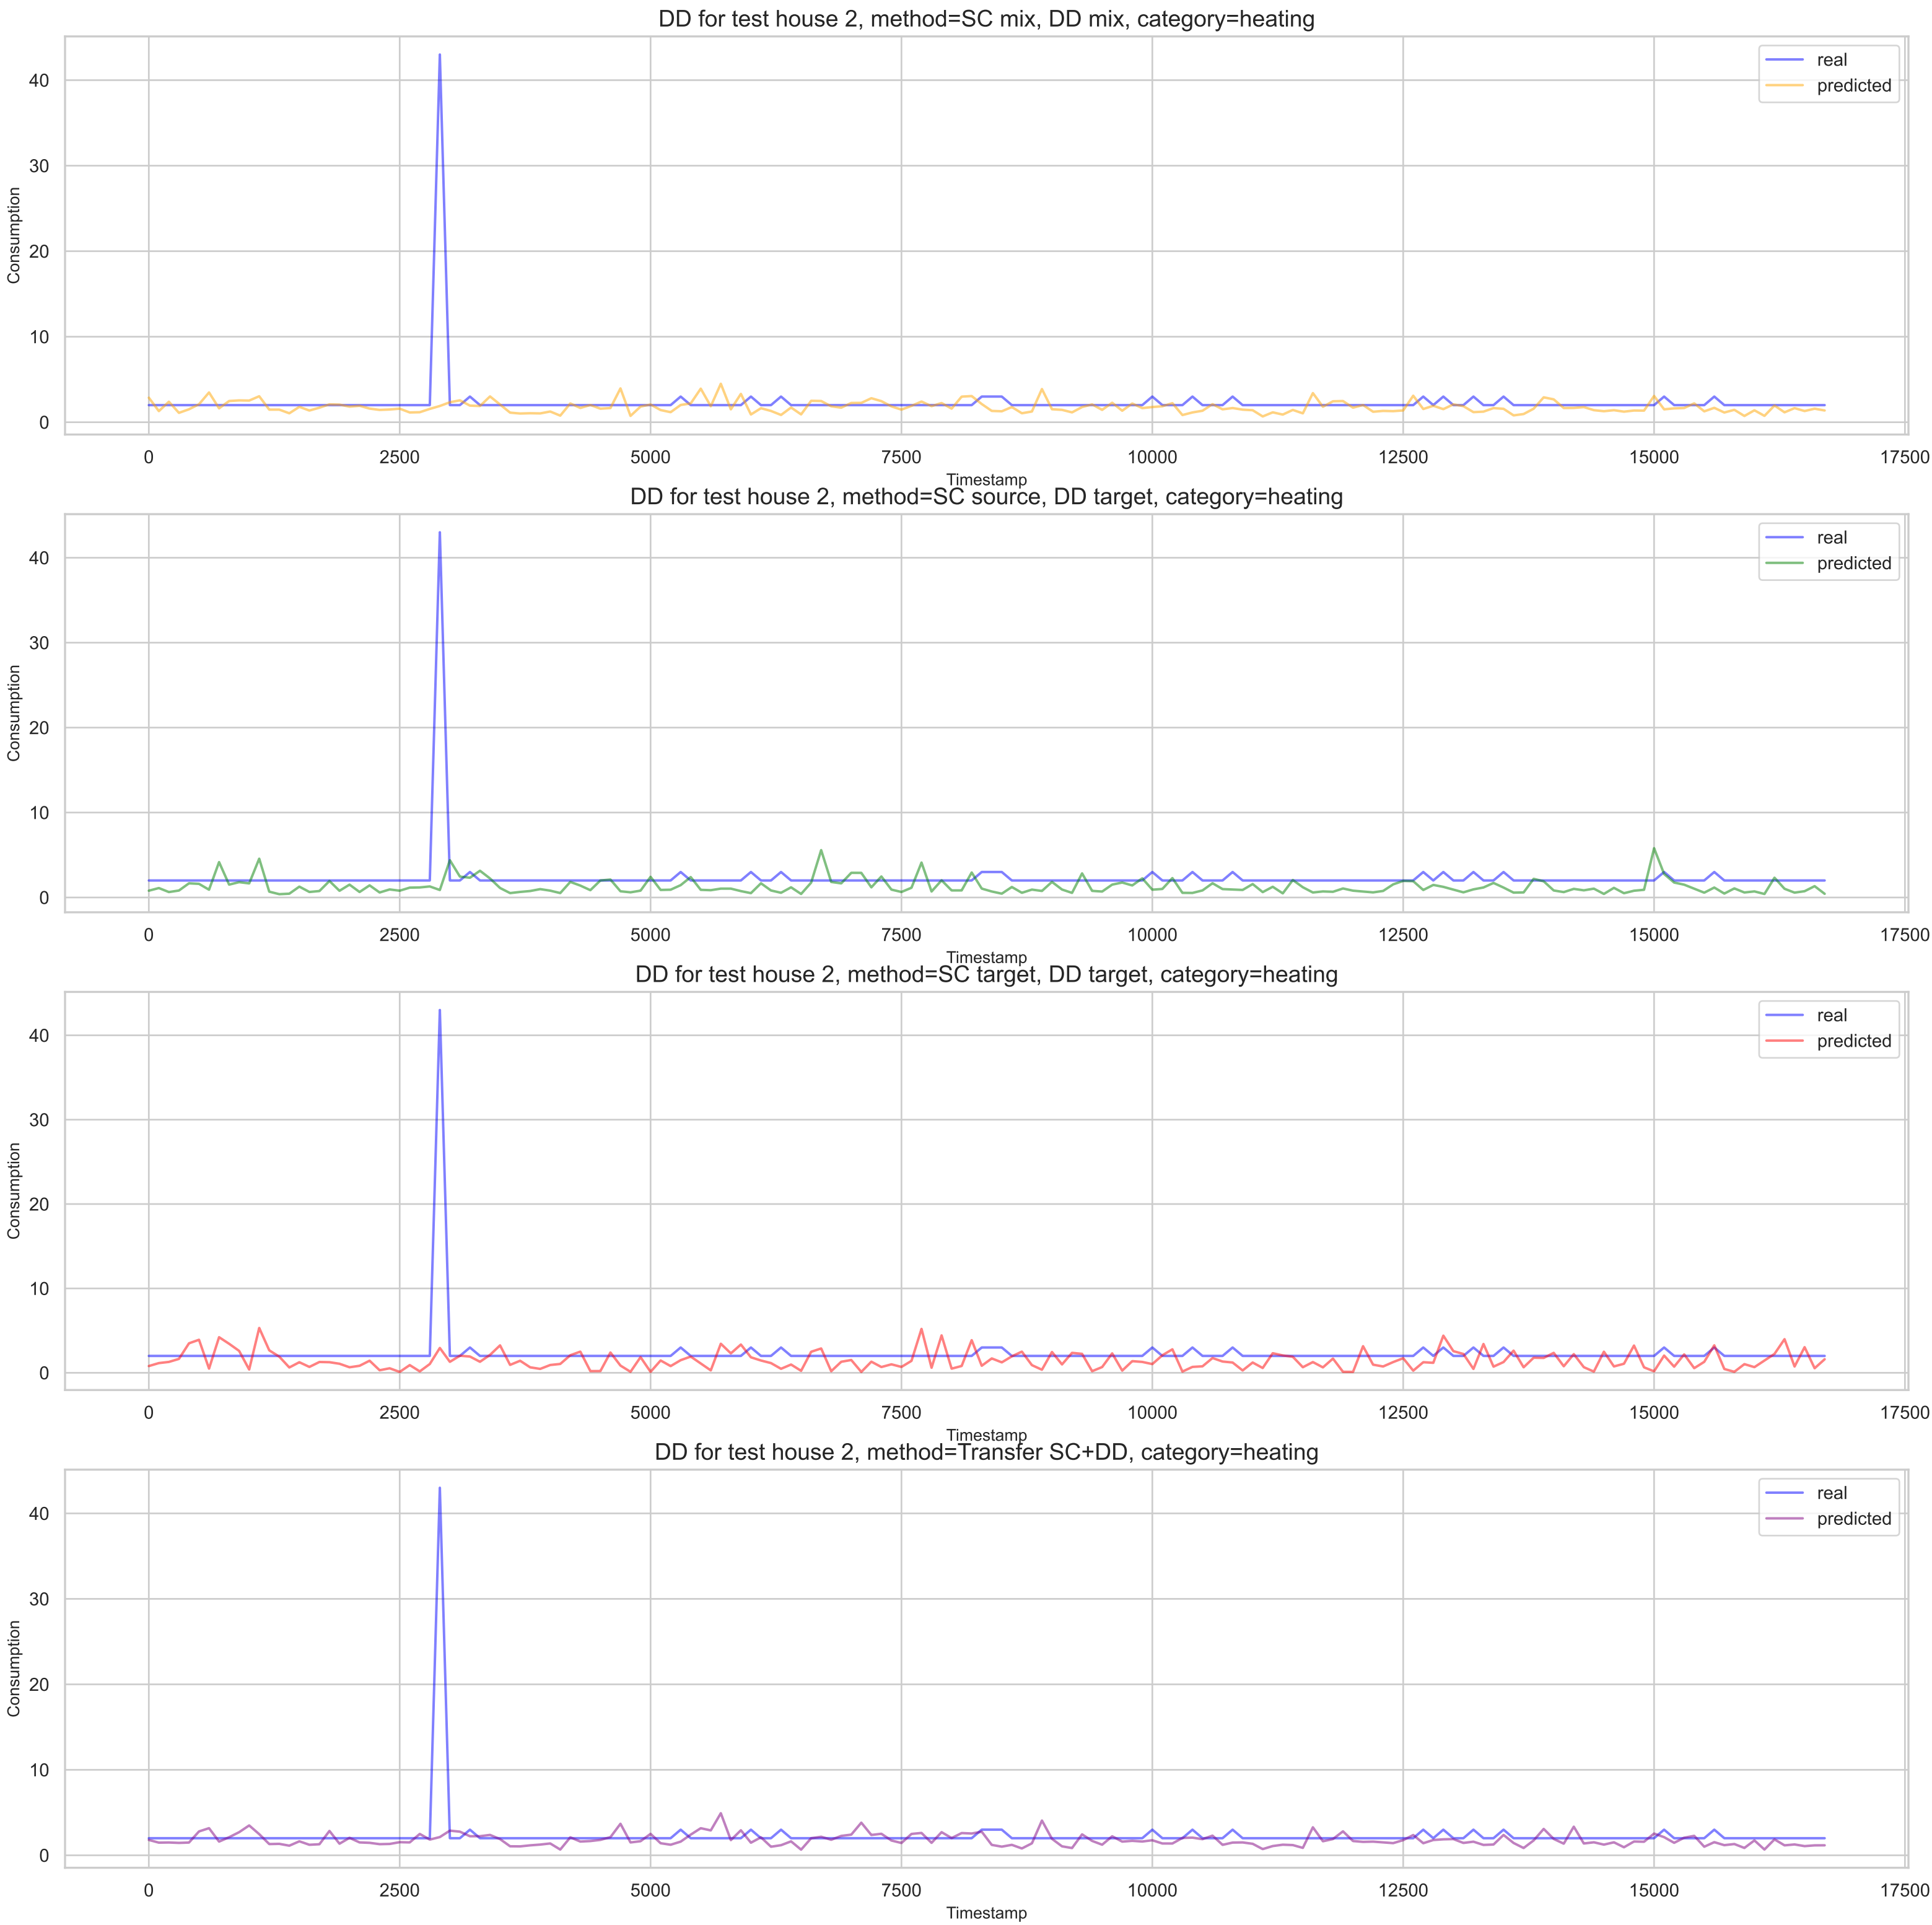 DD for test house 2, method=SC mix, DD mix, category=heating
real
predicted
40
30
20
10
0
Consumption
0 2500 5000 7500 10000 12500 15000 17500
Timestamp
DD for test house 2, method=SC source, DD target, category=heating
real
predicted
40
30
20
10
0
Consumption
0 2500 5000 7500 10000 12500 15000 17500
Timestamp
DD for test house 2, method=SC target, DD target, category=heating
real
predicted
40
30
20
10
0
Consumption
0 2500 5000 7500 10000 12500 15000 17500
Timestamp
DD for test house 2, method=Transfer SC+DD, category=heating
real
predicted
40
30
20
10
0
Consumption
0 2500 5000 7500 10000 12500 15000 17500
Timestamp